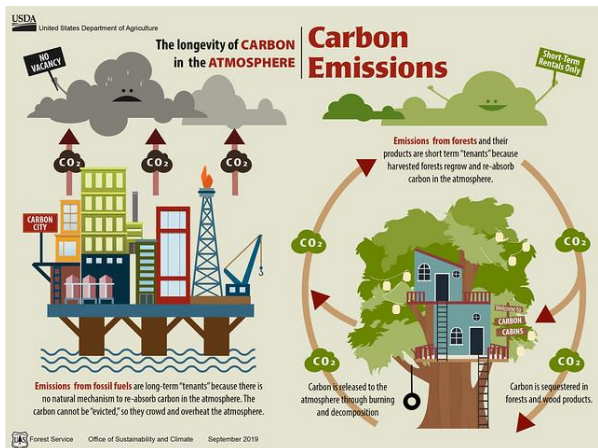 USDA
United States Department of Agriculture
The longevity of CARBON
in the ATMOSPHERE
Carbon
Emissions
NO
VACANCY
Short-Term
Rentals Only
CO2
CO2
CO2
CARBON
CITY
Emissions from fossil fuels are long-term "tenants" because there is
no natural mechanism to re-absorb carbon in the atmosphere. The
carbon cannot be "evicted," so they crowd and overheat the atmosphere.
Emissions from forests and their
products are short term "tenants" because
harvested forests regrow and re-absorb
carbon in the atmosphere.
CO2
CO2
Welcome to
CARBON
CABINS
CO2
CO2
Carbon is released to the
atmosphere through burning
and decomposition
Carbon is sequestered in
forests and wood products.
Forest Service Office of Sustainability and Climate September 2019